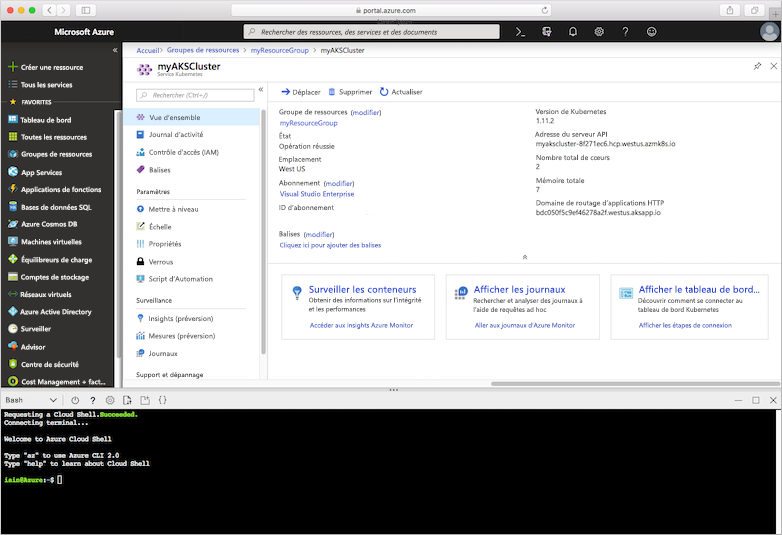 portal.azure.com
Microsoft Azure
Rechercher des ressources, des services et des documents
Créer une ressource
Tous les services
FAVORITES
Tableau de bord
Toutes les ressources
Groupes de ressources
App Services
Applications de fonctions
Bases de données SQL
Azure Cosmos DB
Machines virtuelles
Équilibreurs de charge
Comptes de stockage
Réseaux virtuels
Azure Active Directory
Surveiller
Advisor
Centre de sécurité
Cost Management + fact...
Accueil> Groupes de ressources > myResourceGroup > myAKSCluster
myAKSCluster
Service Kubernetes
Rechercher (Ctrl+/)
Vue d'ensemble
Journal d'activité
Contrôle d'accès (IAM)
Balises
Paramètres
Mettre à niveau
Échelle
Propriétés
Verrous
Script d'Automation
Surveillance
Insights (préversion)
Mesures (préversion)
Journaux
Support et dépannage
Déplacer Supprimer Actualiser
Groupe de ressources (modifier)
myResourceGroup
État
Opération réussie
Emplacement
West US
Abonnement (modifier)
Visual Studio Enterprise
ID d'abonnement
Balises (modifier)
Cliquez ici pour ajouter des balises
Version de Kubernetes
1.11.2
Adresse du serveur API
myakscluster-8f271ec6.hcp.westus.azmk8s.io
Nombre total de cœurs
2
Mémoire totale
7
Domaine de routage d'applications HTTP
bdc050f5c9ef46278a2f.westus.aksapp.io
Surveiller les conteneurs
Obtenir des informations sur l'intégrité
et les performances
Accéder aux insights Azure Monitor
Afficher les journaux
Rechercher et analyser des journaux à
l'aide de requêtes ad hoc
Aller aux journaux d'Azure Monitor
Afficher le tableau de bord...
Découvrir comment se connecter au
tableau de bord Kubernetes
Afficher les étapes de connexion
Bash
Requesting a Cloud Shell.Succeeded.
Connecting terminal...
Welcome to Azure Cloud Shell
Type "az" to use Azure CLI 2.0
Type "help" to learn about Cloud Shell
iain@Azure:~$